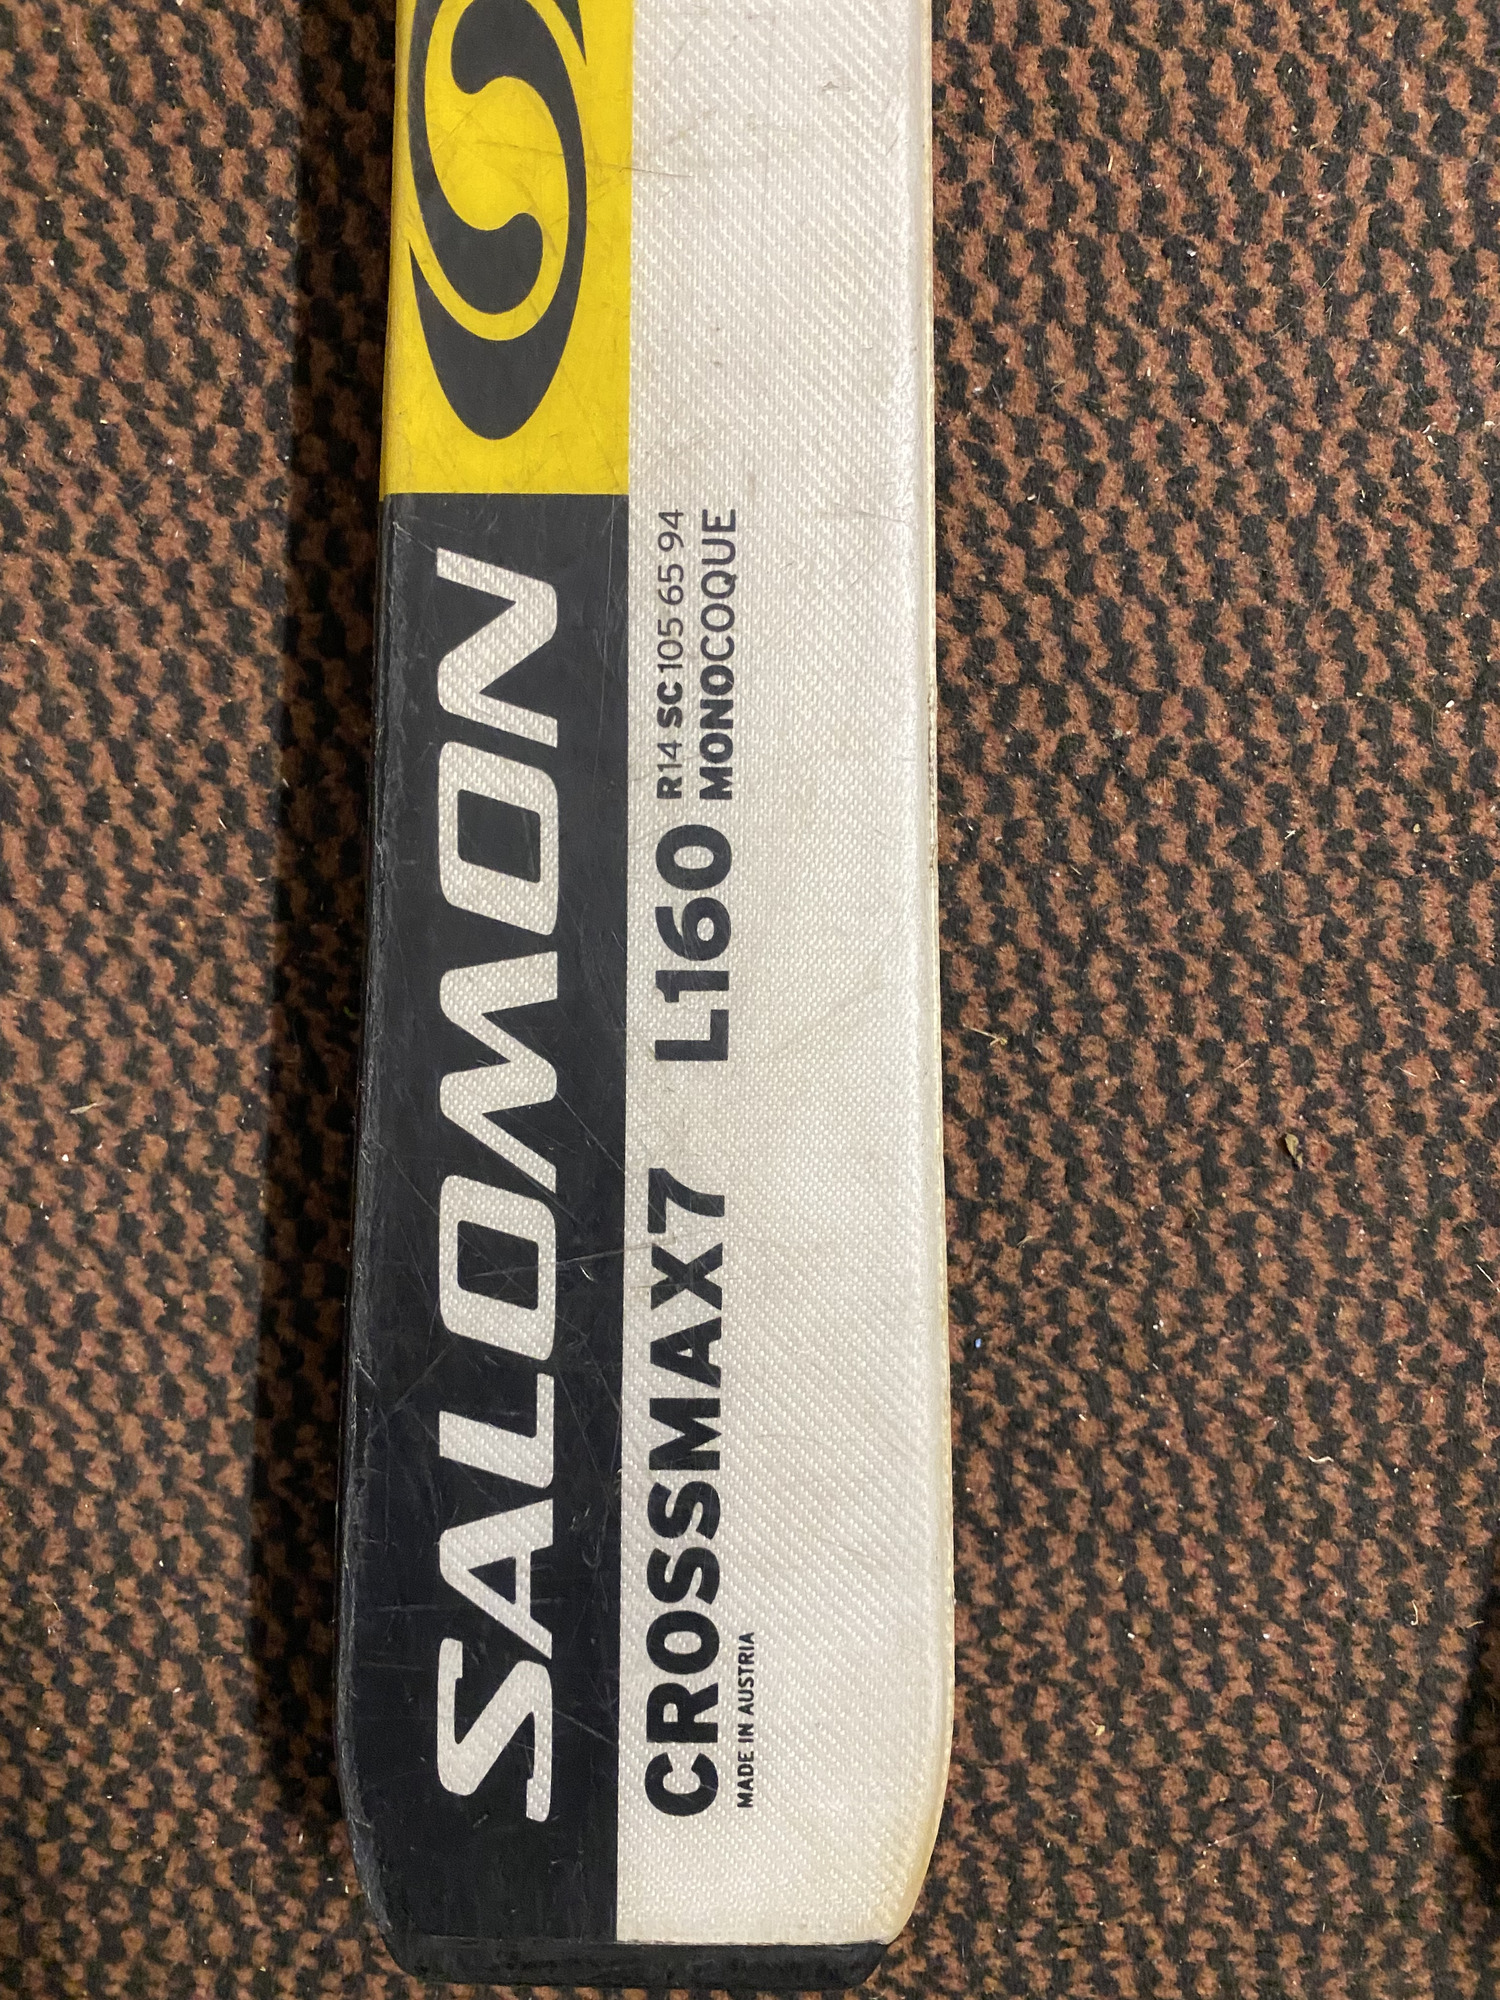 SALOMON
CROSSMAX7 L160 R14 SC 105 65 94
MONOCOQUE
MADE IN AUSTRIA